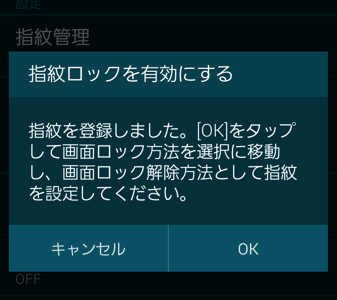 設定
指紋管理
指紋ロックを有効にする
指紋を登録しました。[OK]をタップ
して画面ロック方法を選択に移動
し、画面ロック解除方法として指紋
を設定してください。
キャンセル
OK
OFF